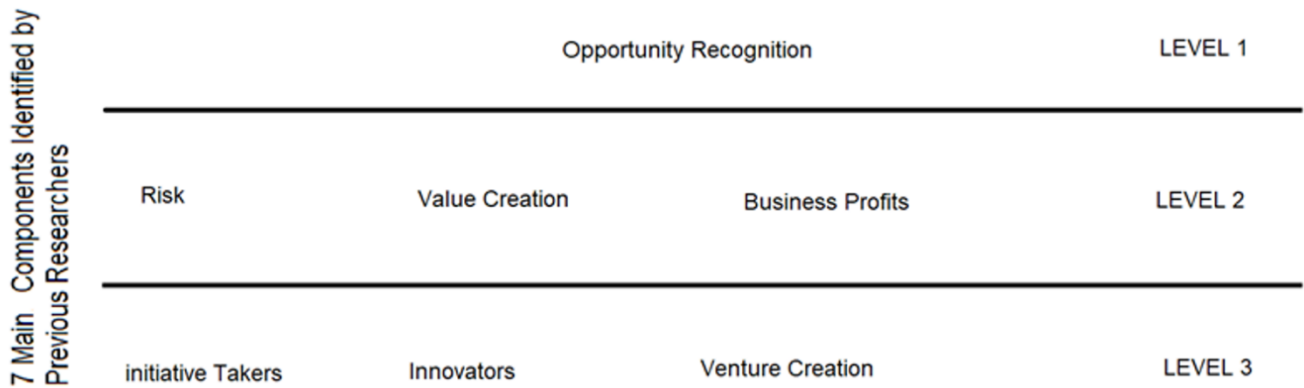 7 Main Components Identified by
Previous Researchers
Opportunity Recognition LEVEL 1
Risk Value Creation Business Profits LEVEL 2
initiative Takers Innovators Venture Creation LEVEL 3